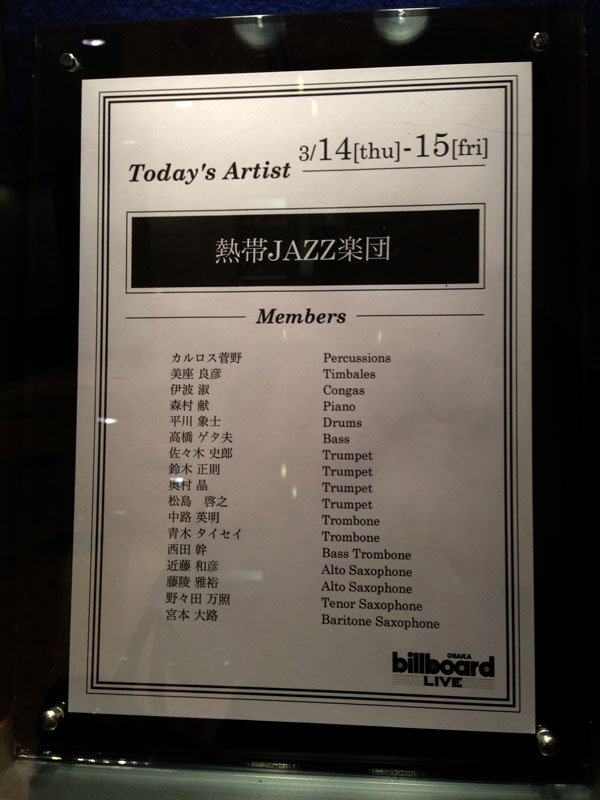 3/14[thu]-15[fri]
Today's Artist
熱帯JAZZ楽団
Members
カルロス菅野 Percussions
美座 良彦 Timbales
伊波 淑 Congas
森村 献 Piano
平川 象士 Drums
高橋 ゲタ夫 Bass
佐々木 史郎 Trumpet
鈴木 正則 Trumpet
奥村 晶 Trumpet
松島 啓之 Trumpet
中路 英明 Trombone
青木 タイセイ Trombone
西田 幹 Bass Trombone
近藤 和彦 Alto Saxophone
藤陵 雅裕 Alto Saxophone
野々田 万照 Tenor Saxophone
宮本 大路 Baritone Saxophone
OSAKA
billboard
LIVE